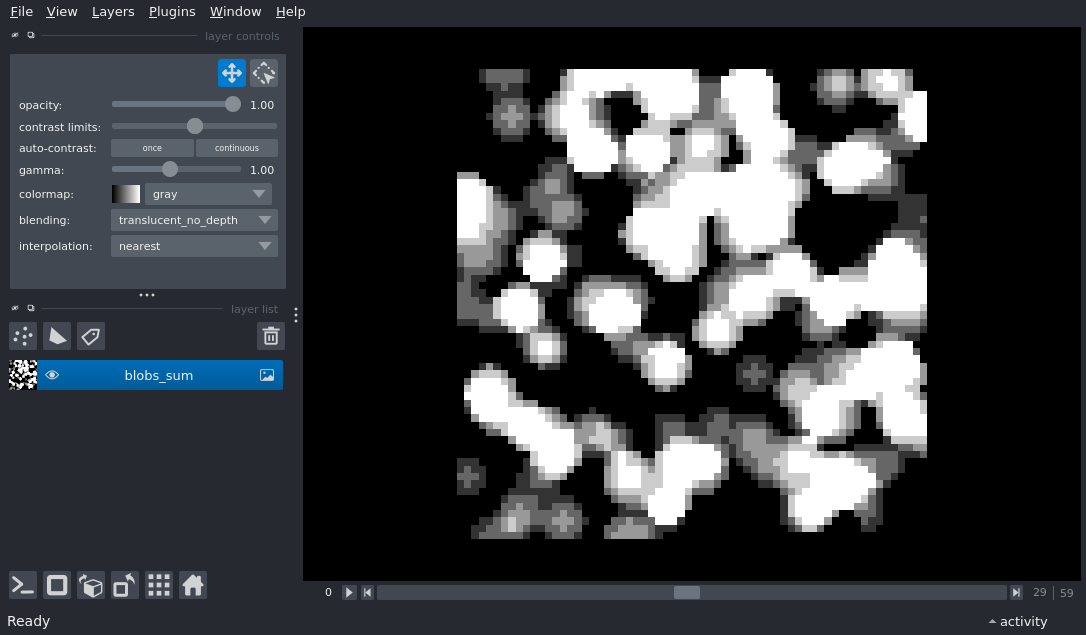 File View Layers Plugins Window Help
layer controls
opacity: 1.00
contrast limits:
auto-contrast: once continuous
gamma: 1.00
colormap: gray
blending: translucent_no_depth
interpolation: nearest
layer list
blobs_sum
0 29 59
Ready activity